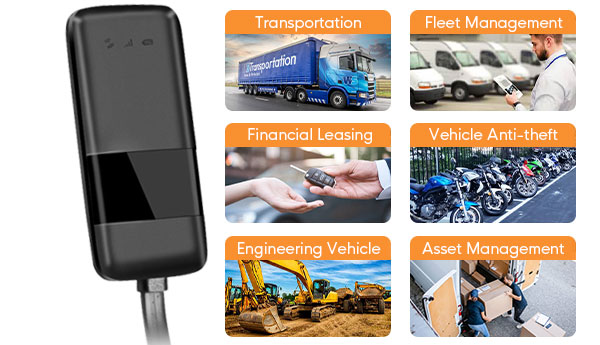 Transportation
Fleet Management
Transportation
Financial Leasing
Vehicle Anti-theft
Engineering Vehicle
Asset Management